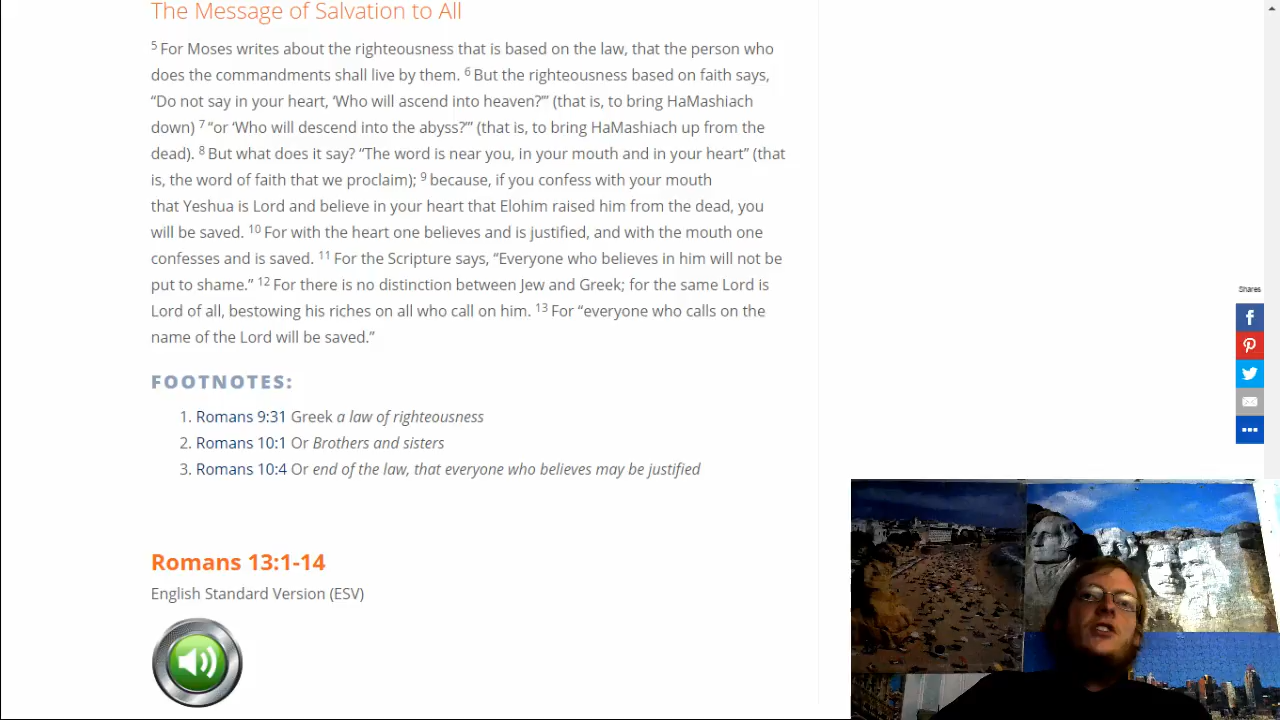 The Message of Salvation to All
5 For Moses writes about the righteousness that is based on the law, that the person who
does the commandments shall live by them. 6 But the righteousness based on faith says,
“Do not say in your heart, ‘Who will ascend into heaven?’” (that is, to bring HaMashiach
down) 7 “or ‘Who will descend into the abyss?’” (that is, to bring HaMashiach up from the
dead). 8 But what does it say? “The word is near you, in your mouth and in your heart” (that
is, the word of faith that we proclaim); 9 because, if you confess with your mouth
that Yeshua is Lord and believe in your heart that Elohim raised him from the dead, you
will be saved. 10 For with the heart one believes and is justified, and with the mouth one
confesses and is saved. 11 For the Scripture says, “Everyone who believes in him will not be
put to shame.” 12 For there is no distinction between Jew and Greek; for the same Lord is
Lord of all, bestowing his riches on all who call on him. 13 For “everyone who calls on the
name of the Lord will be saved.”
FOOTNOTES:
1. Romans 9:31 Greek a law of righteousness
2. Romans 10:1 Or Brothers and sisters
3. Romans 10:4 Or end of the law, that everyone who believes may be justified
Romans 13:1-14
English Standard Version (ESV)
Shares